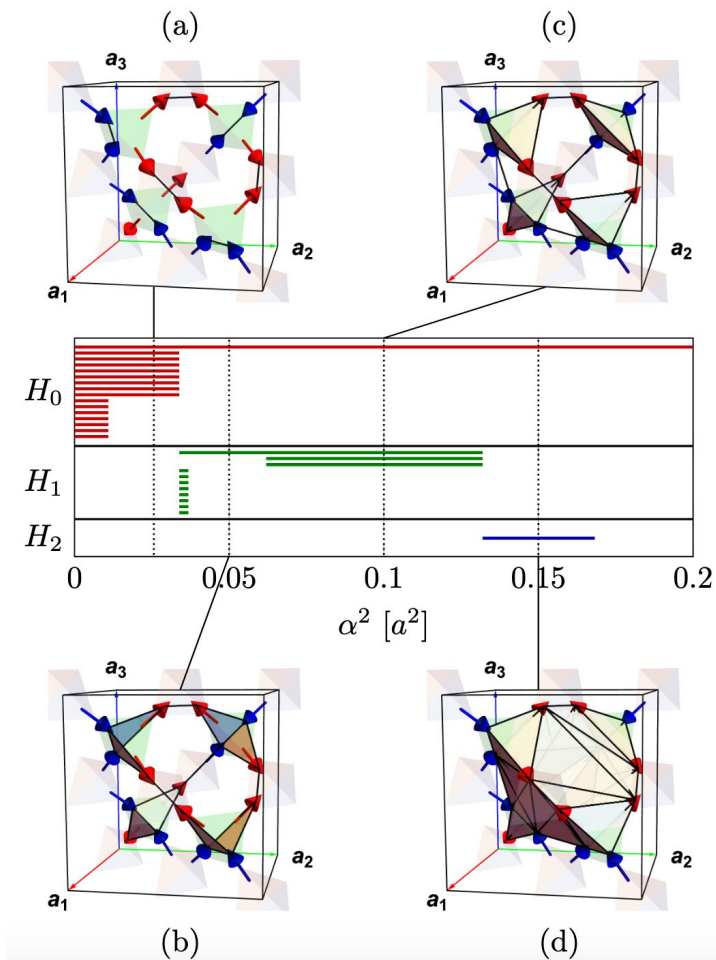 (a) (c)
a₃ a₃
a₂ a₂
a₁ a₁
H₀
H₁
H₂
0 0.05 0.1 0.15 0.2
α² [a²]
a₃ a₃
a₂ a₂
a₁ a₁
(b) (d)